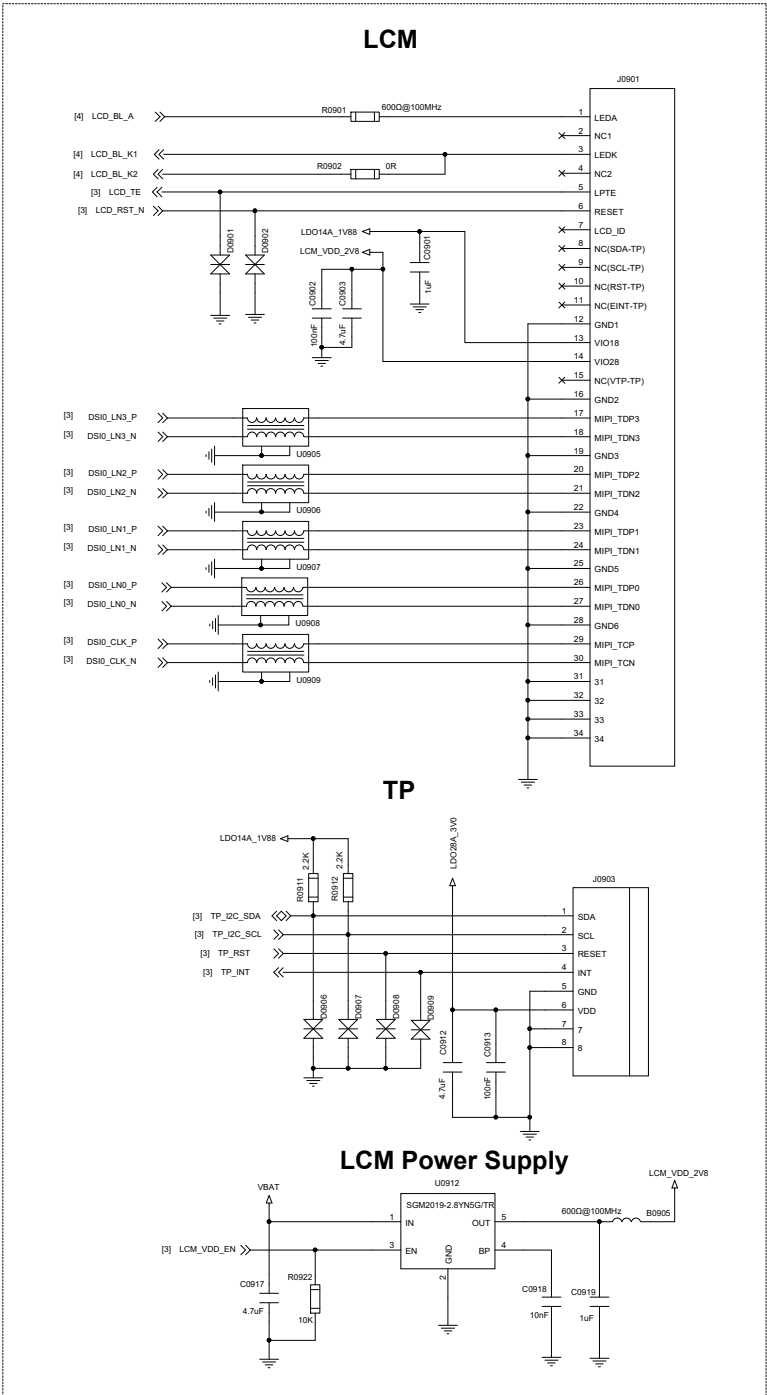 LCM
J0901
[4] LCD_BL_A R0901 600Ω@100MHz 1 LEDA
2 NC1
[4] LCD_BL_K1 3 LEDK
[4] LCD_BL_K2 R0902 0R 4 NC2
[3] LCD_TE 5 LPTE
[3] LCD_RST_N 6 RESET
D0901 D0902
LDO14A_1V88 7 LCD_ID
LCM_VDD_2V8 C0901 1uF 8 NC(SDA-TP)
9 NC(SCL-TP)
C0902 100nF C0903 4.7uF 10 NC(RST-TP)
11 NC(EINT-TP)
12 GND1
13 VIO18
14 VIO28
15 NC(VTP-TP)
16 GND2
[3] DSI0_LN3_P 17 MIPI_TDP3
[3] DSI0_LN3_N 18 MIPI_TDN3
U0905 19 GND3
[3] DSI0_LN2_P 20 MIPI_TDP2
[3] DSI0_LN2_N 21 MIPI_TDN2
U0906 22 GND4
[3] DSI0_LN1_P 23 MIPI_TDP1
[3] DSI0_LN1_N 24 MIPI_TDN1
U0907 25 GND5
[3] DSI0_LN0_P 26 MIPI_TDP0
[3] DSI0_LN0_N 27 MIPI_TDN0
U0908 28 GND6
[3] DSI0_CLK_P 29 MIPI_TCP
[3] DSI0_CLK_N 30 MIPI_TCN
U0909 31 31
32 32
33 33
34 34
TP
LDO14A_1V88 LDO28A_3V0
R0911 2.2K R0912 2.2K J0903
[3] TP_I2C_SDA 1 SDA
[3] TP_I2C_SCL 2 SCL
[3] TP_RST 3 RESET
[3] TP_INT 4 INT
5 GND
6 VDD
7 7
8 8
D0906 D0907 D0908 D0909
C0912 4.7uF C0913 100nF
LCM Power Supply
VBAT U0912 LCM_VDD_2V8
SGM2019-2.8YN5G/TR 600Ω@100MHz B0905
1 IN OUT 5
[3] LCM_VDD_EN 3 EN GND BP 4
2
C0917 4.7uF R0922 10K
C0918 10nF C0919 1uF